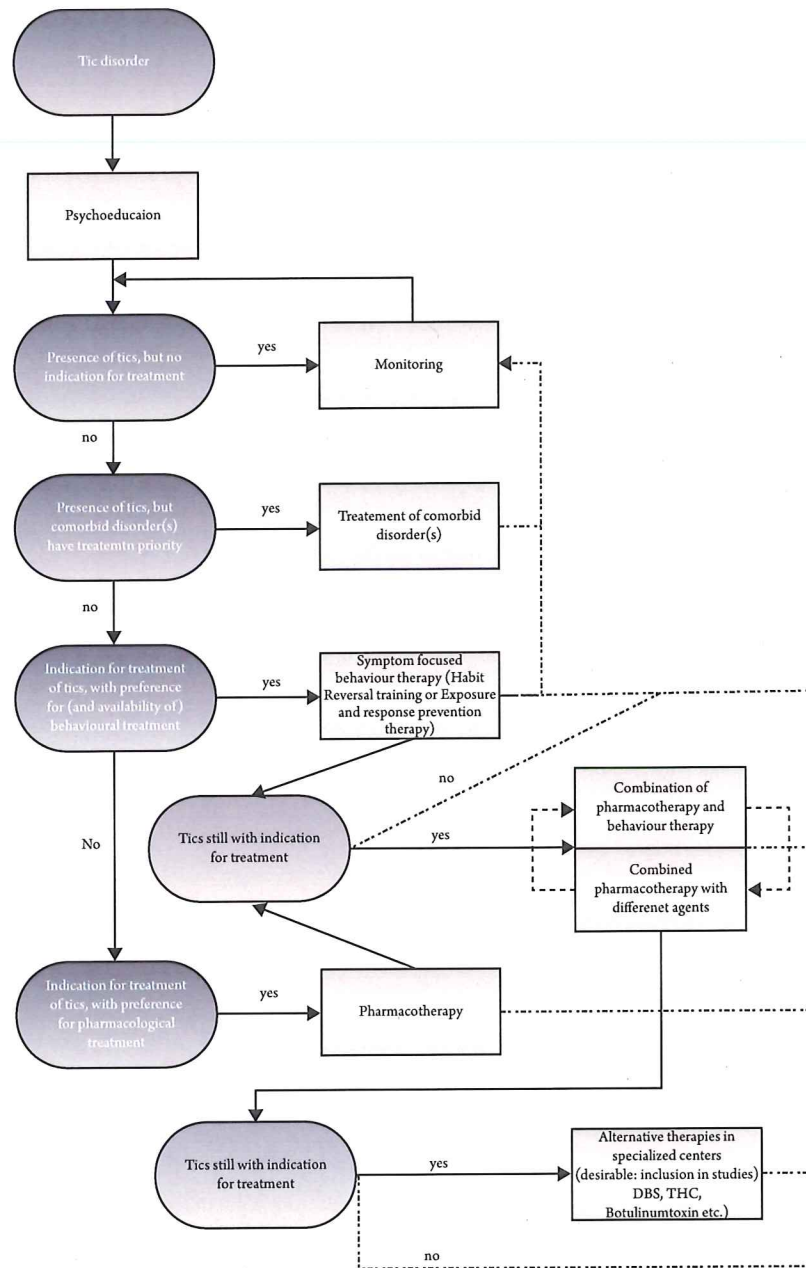 Tic disorder
Psychoeducaion
Presence of tics, but no
indication for treatment
yes
Monitoring
no
Presence of tics, but
comorbid disorder(s)
have treatemtn priority
yes
Treatement of comorbid
disorder(s)
no
Indication for treatment
of tics, with preference
for (and availability of)
behavioural treatment
yes
Symptom focused
behaviour therapy (Habit
Reversal training or Exposure
and response prevention
therapy)
No
Tics still with indication
for treatment
no
yes
Combination of
pharmacotherapy and
behaviour therapy
Combined
pharmacotherapy with
differenet agents
Indication for treatment
of tics, with preference
for pharmacological
treatment
yes
Pharmacotherapy
Tics still with indication
for treatment
yes
Alternative therapies in
specialized centers
(desirable: inclusion in studies)
DBS, THC,
Botulinumtoxin etc.)
no